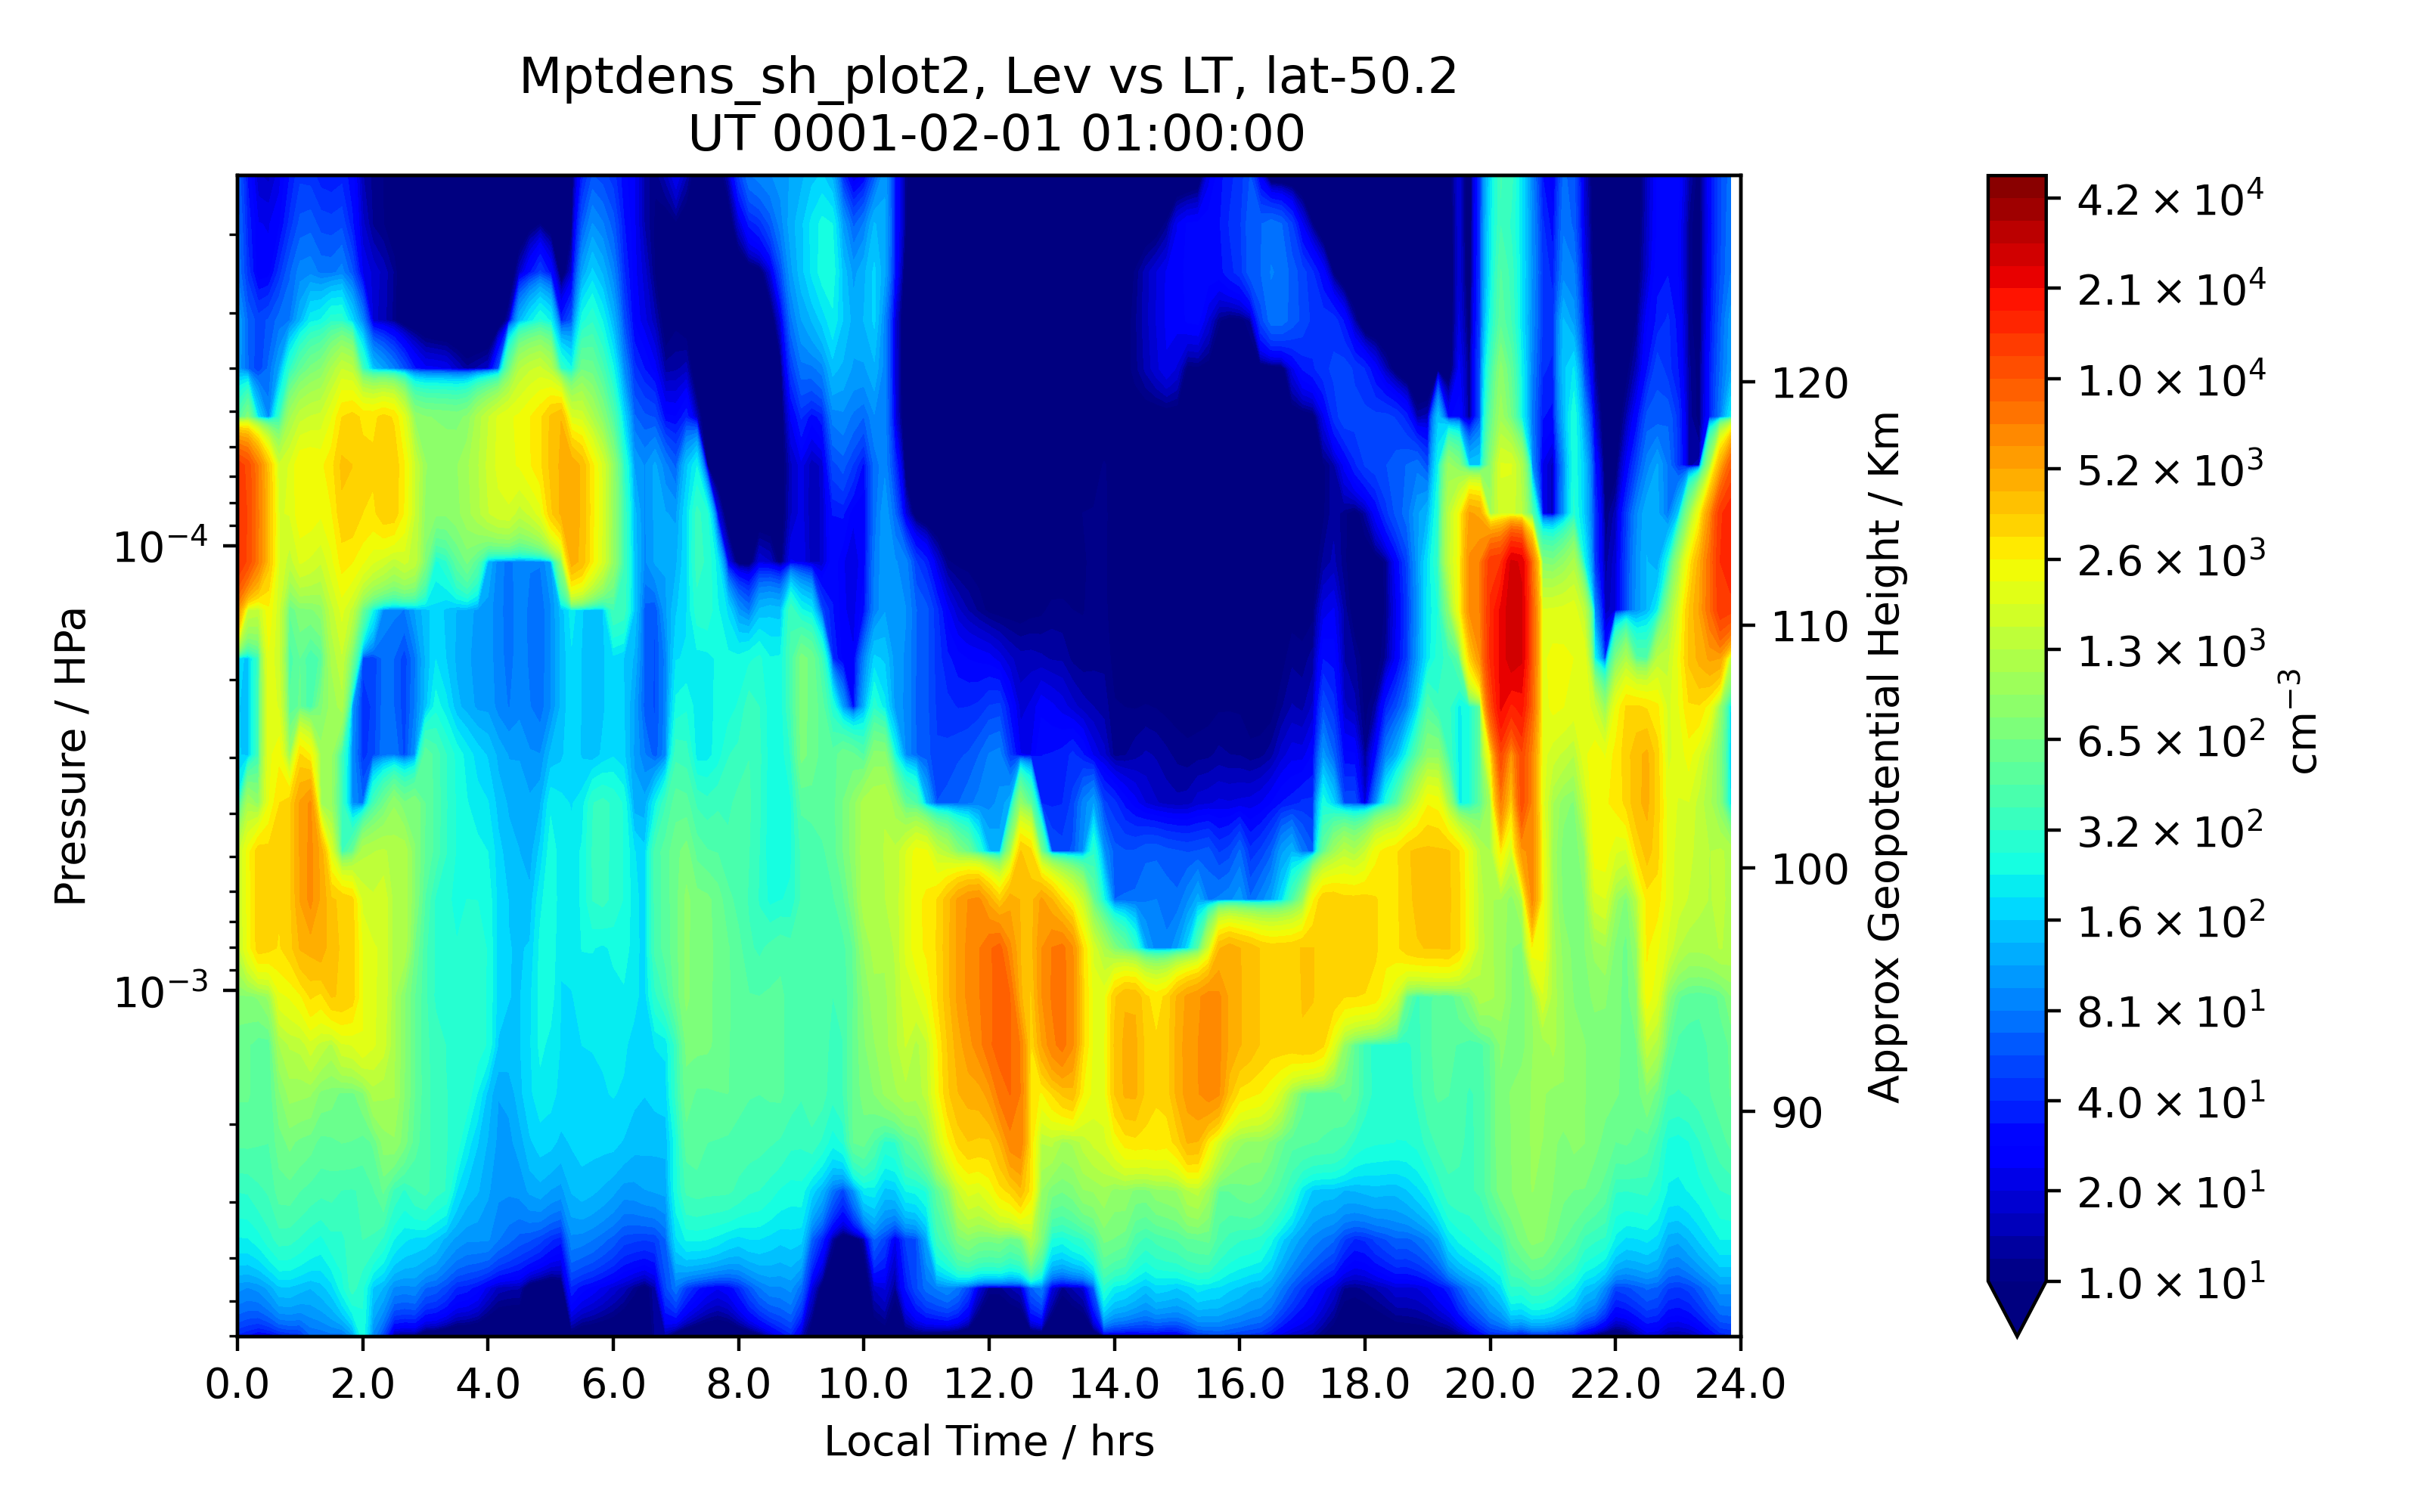 Mptdens_sh_plot2, Lev vs LT, lat-50.2
UT 0001-02-01 01:00:00
Pressure / HPa
10⁻⁴
10⁻³
0.0 2.0 4.0 6.0 8.0 10.0 12.0 14.0 16.0 18.0 20.0 22.0 24.0
Local Time / hrs
120
110
100
90
Approx Geopotential Height / Km
4.2 × 10⁴
2.1 × 10⁴
1.0 × 10⁴
5.2 × 10³
2.6 × 10³
1.3 × 10³
6.5 × 10²
3.2 × 10²
1.6 × 10²
8.1 × 10¹
4.0 × 10¹
2.0 × 10¹
1.0 × 10¹
cm⁻³